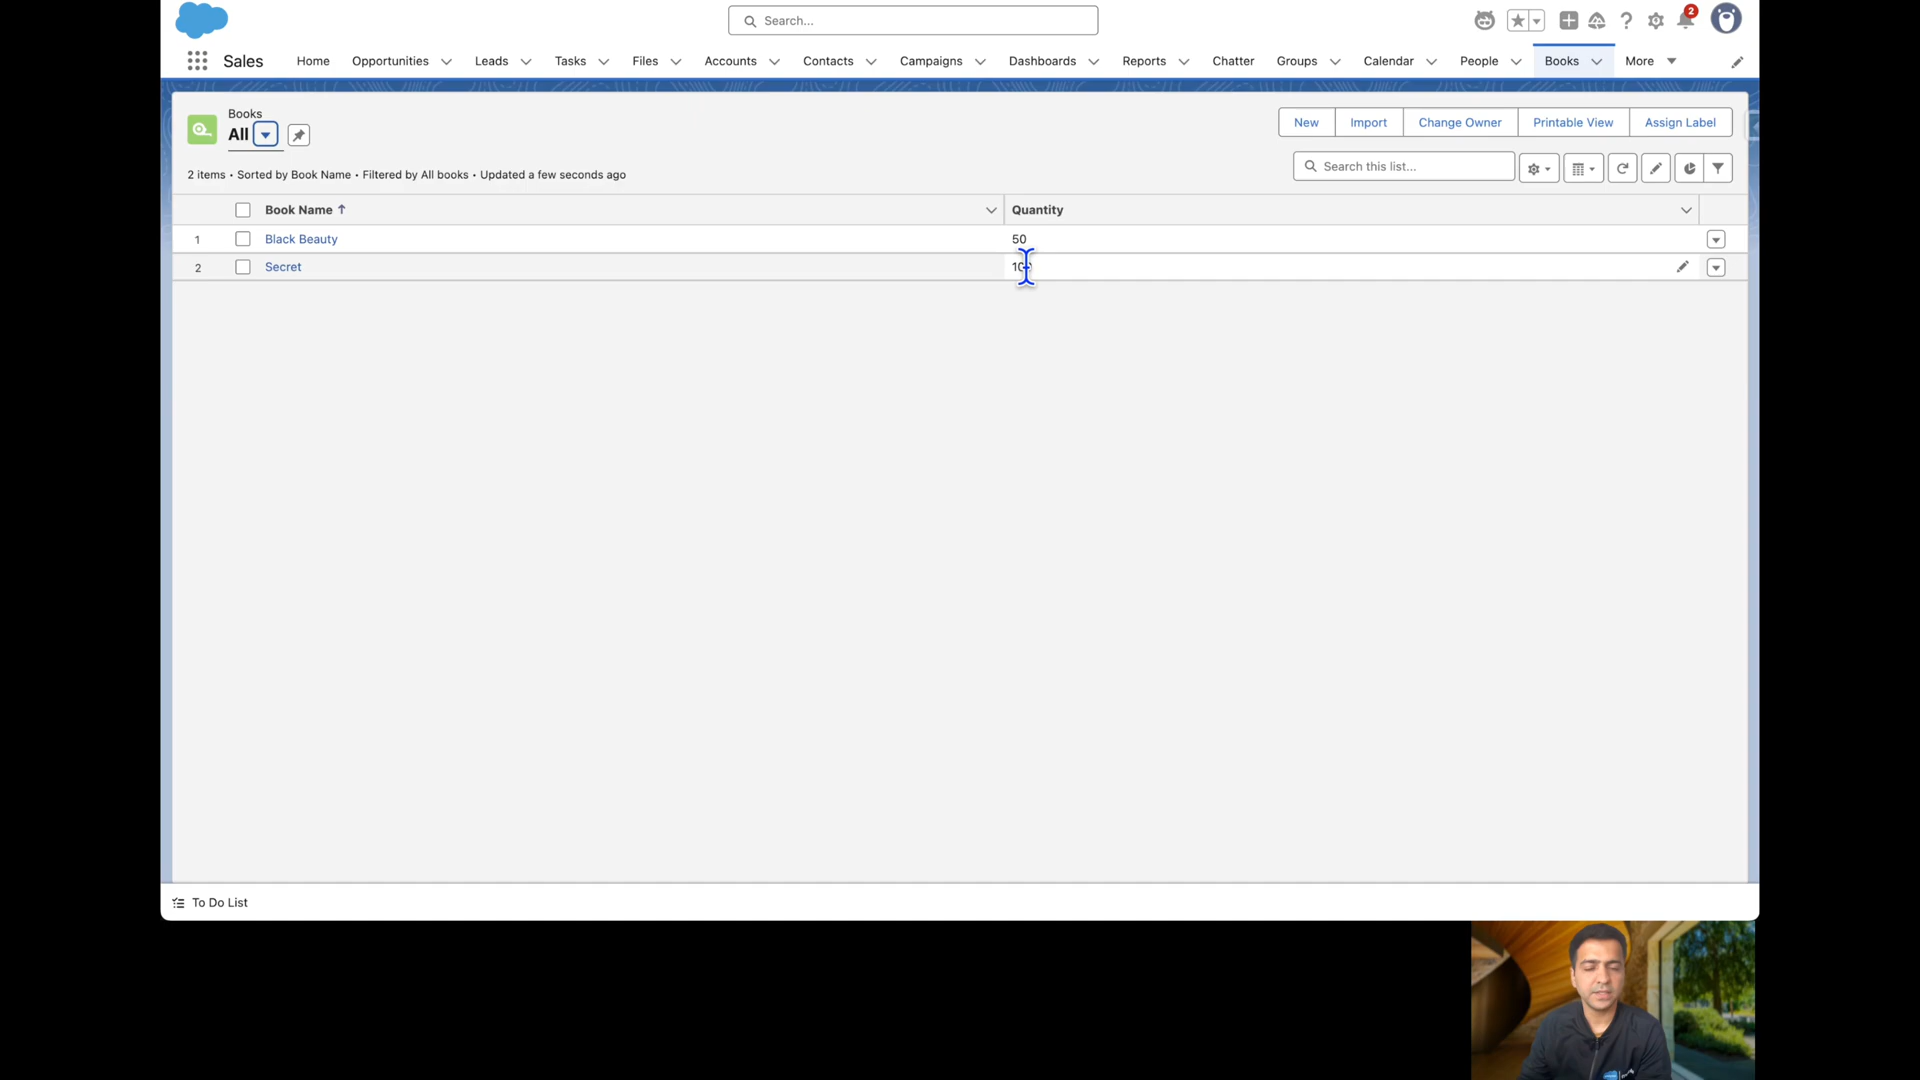 Search...
2
Sales
Home
Opportunities
Leads
Tasks
Files
Accounts
Contacts
Campaigns
Dashboards
Reports
Chatter
Groups
Calendar
People
Books
More
Books
All
New
Import
Change Owner
Printable View
Assign Label
2 items • Sorted by Book Name • Filtered by All books • Updated a few seconds ago
Search this list...
Book Name
Quantity
1
Black Beauty
50
2
Secret
To Do List